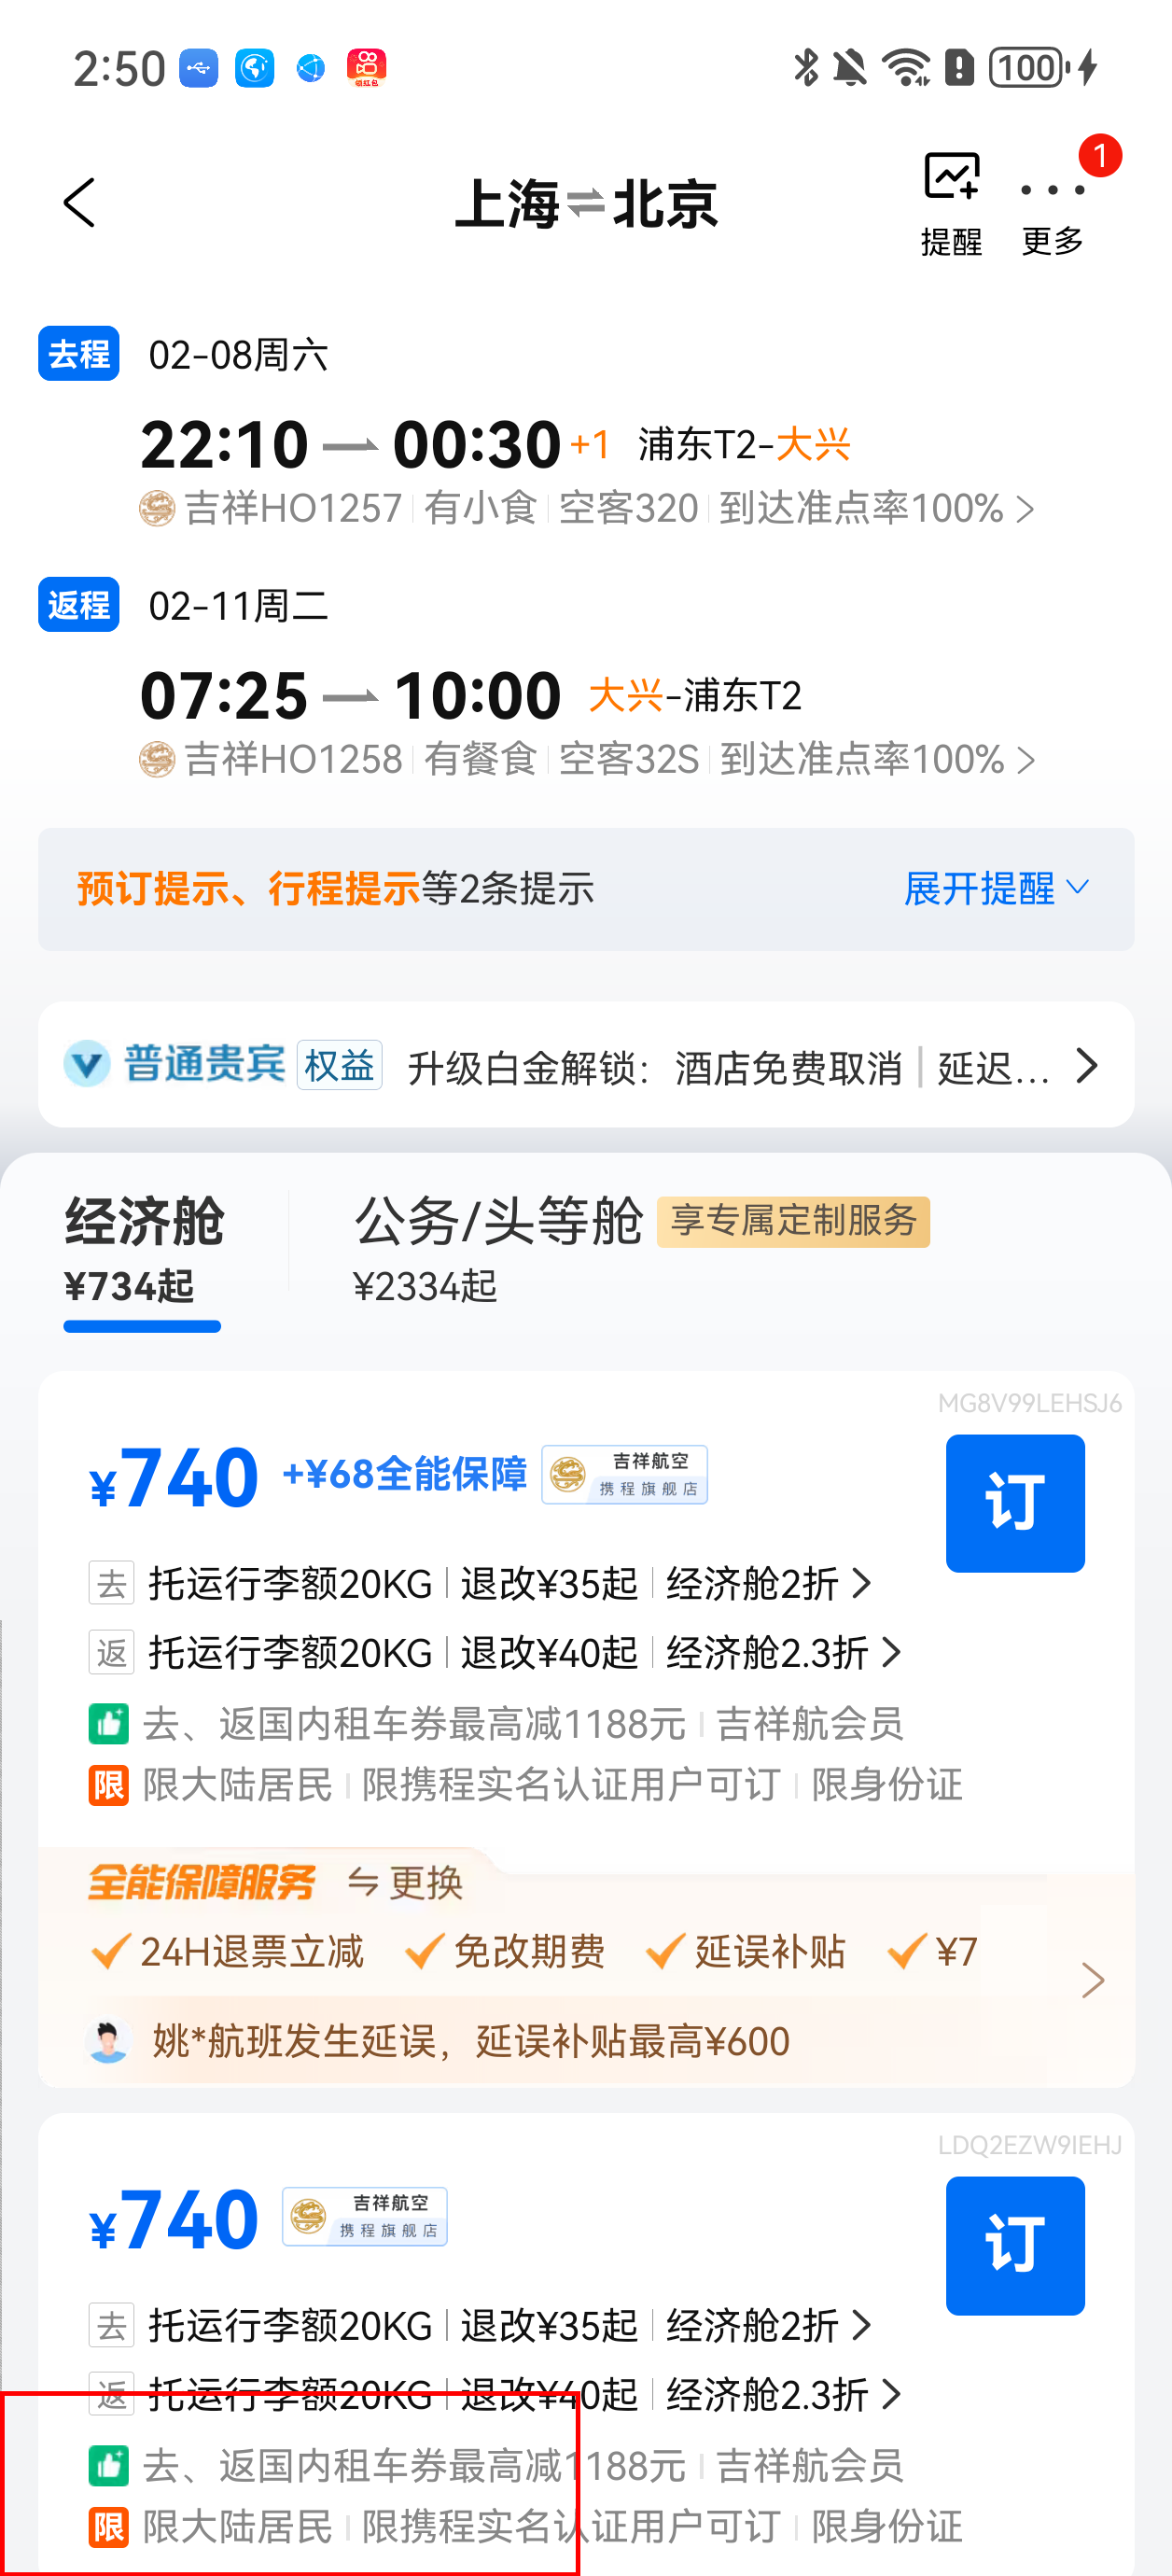 2:50
领红包
100
上海 北京
提醒
更多
1
去程 02-08周六
22:10 00:30 +1 浦东T2-大兴
吉祥HO1257 有小食 空客320 到达准点率100%
返程 02-11周二
07:25 10:00 大兴-浦东T2
吉祥HO1258 有餐食 空客32S 到达准点率100%
预订提示、行程提示等2条提示 展开提醒
普通贵宾 权益 升级白金解锁： 酒店免费取消 | 延迟...
经济舱 公务/头等舱 享专属定制服务
¥734起 ¥2334起
MG8V99LEHSJ6
¥740 +¥68全能保障 吉祥航空 携程旗舰店 订
去 托运行李额20KG 退改¥35起 经济舱2折
返 托运行李额20KG 退改¥40起 经济舱2.3折
去、返国内租车券最高减1188元 吉祥航会员
限 限大陆居民 限携程实名认证用户可订 限身份证
全能保障服务 更换
24H退票立减 免改期费 延误补贴 ¥7
姚*航班发生延误，延误补贴最高¥600
LDQ2EZW9IEHJ
¥740 吉祥航空 携程旗舰店 订
去 托运行李额20KG 退改¥35起 经济舱2折
返 托运行李额20KG 退改¥40起 经济舱2.3折
去、返国内租车券最高减1188元 吉祥航会员
限 限大陆居民 限携程实名认证用户可订 限身份证